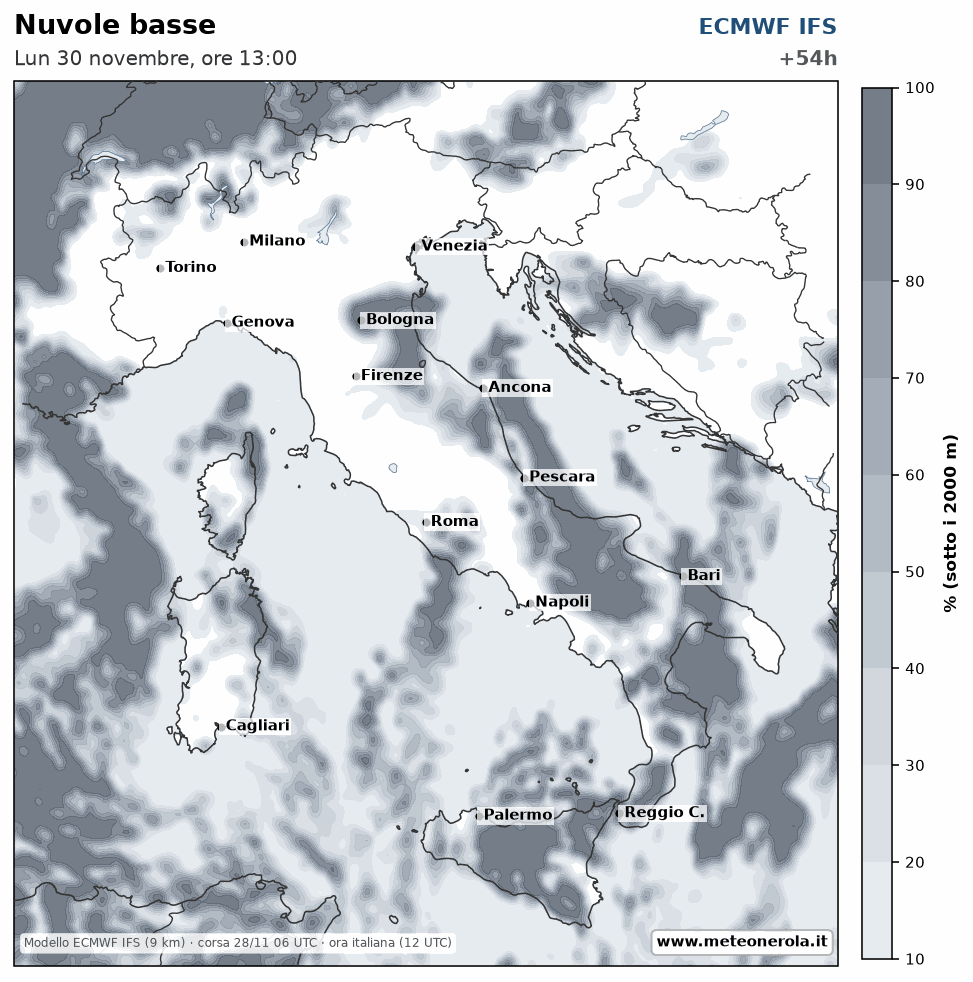 Nuvole basse
ECMWF IFS
Lun 30 novembre, ore 13:00
+54h
Milano
Venezia
Torino
Genova
Bologna
Firenze
Ancona
Pescara
Roma
Bari
Napoli
Cagliari
Palermo
Reggio C.
100
90
80
70
60
50
40
30
20
10
% (sotto i 2000 m)
Modello ECMWF IFS (9 km) · corsa 28/11 06 UTC · ora italiana (12 UTC)
www.meteonerola.it